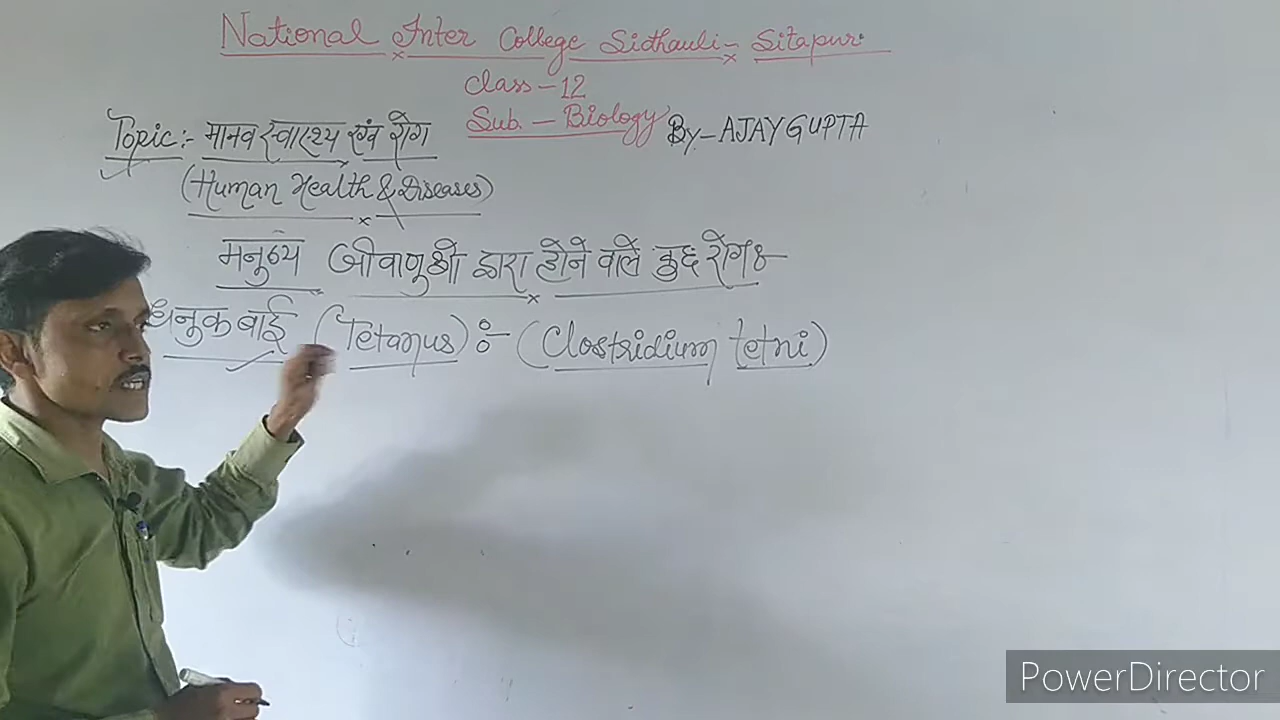 National Inter College Sidhauli- Sitapur
Class-12
Sub.- Biology
By-AJAY GUPTA
Topic:- मानव स्वास्थ्य एवं रोग
(Human Health & Diseases)
मनुष्य जीवाणुओ द्वारा होने वाले कुछ रोग:-
धनुकबाई (Tetanus):- (Clostridium tetni)
PowerDirector